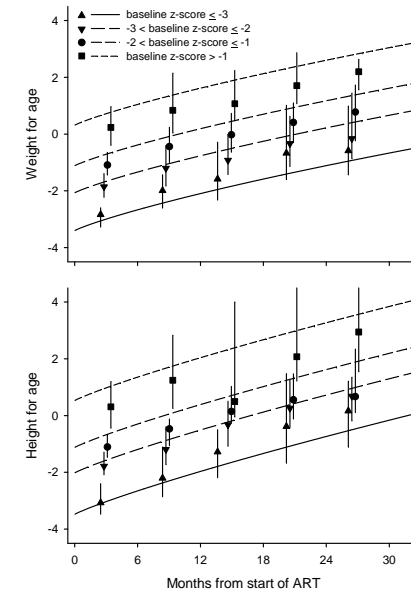 baseline z-score ≤ -3
-3 < baseline z-score ≤ -2
-2 < baseline z-score ≤ -1
baseline z-score > -1
4
2
0
-2
-4
Weight for age
4
2
0
-2
-4
Height for age
0 6 12 18 24 30
Months from start of ART